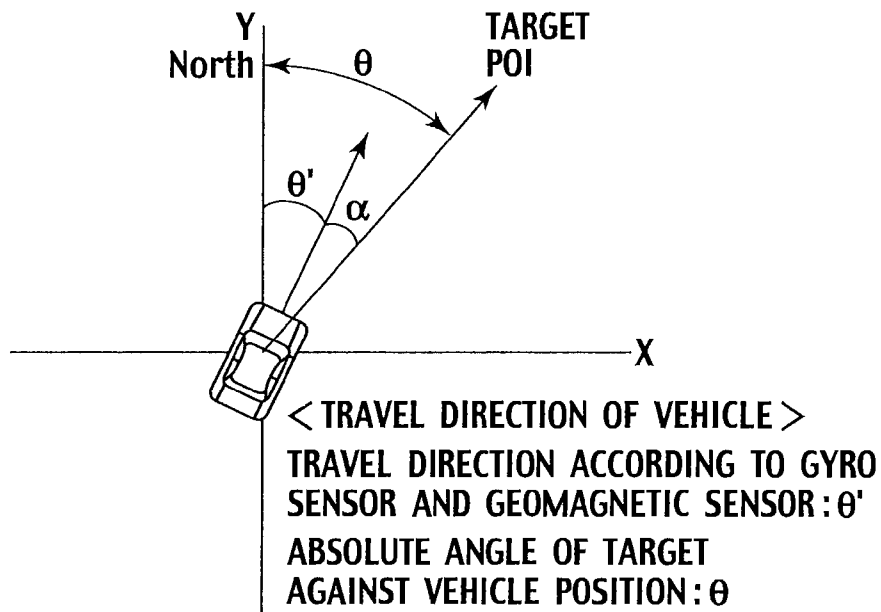 Y
North
θ
TARGET
POI
θ'
α
X
<TRAVEL DIRECTION OF VEHICLE>
TRAVEL DIRECTION ACCORDING TO GYRO
SENSOR AND GEOMAGNETIC SENSOR:θ'
ABSOLUTE ANGLE OF TARGET
AGAINST VEHICLE POSITION:θ